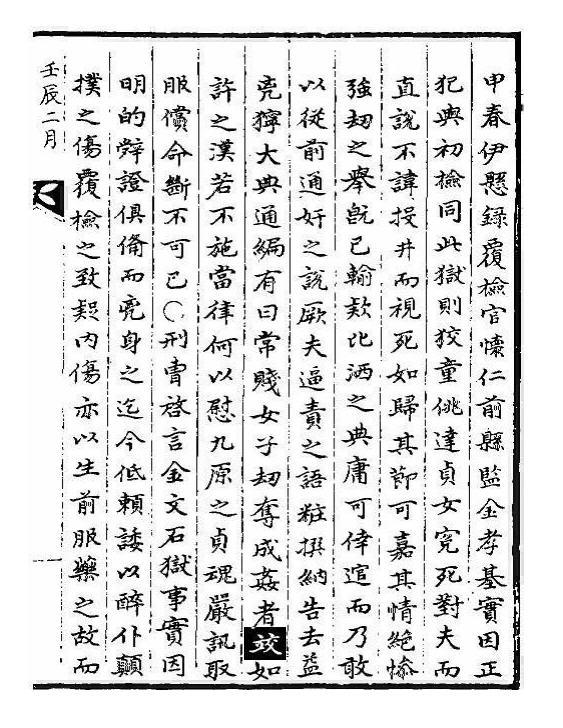 申春伊懸錄覆檢官懷仁前縣監金孝基實因正
犯與初檢同此獄則狡童佻達貞女寃死對夫而
直說不諱投井而視死如歸其節可嘉其情絕慘
強劫之擧旣已輸款比洒之典庸可倖逭而乃敢
以從前通奸之說厥夫逼責之語粧撰納告去益
兇獰大典通編有曰常賤女子劫奪成姦者竢如
許之漢若不施當律何以慰九原之貞魂嚴訊取
服償命斷不可已○刑曹啓言金文石獄事實因
明的辭證俱備而兇身之迄今低賴諉以醉仆顚
撲之傷覆檢之致疑內傷亦以生前服藥之故而
壬辰二月